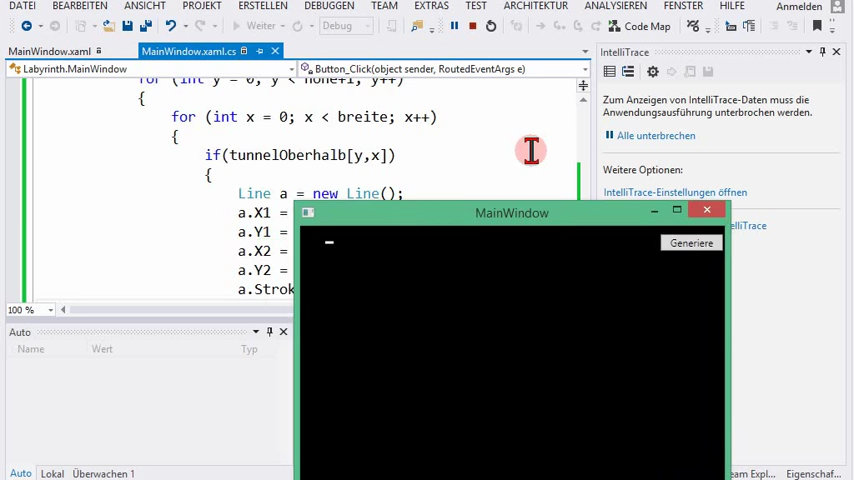 DATEI BEARBEITEN ANSICHT PROJEKT ERSTELLEN DEBUGGEN TEAM EXTRAS TEST ARCHITEKTUR ANALYSIEREN FENSTER HILFE Anmelden
Weiter Debug Code Map
MainWindow.xaml MainWindow.xaml.cs
Labyrinth.MainWindow Button_Click(object sender, RoutedEventArgs e)
{
for (int x = 0; x < breite; x++)
{
if(tunnelOberhalb[y,x])
{
Line a = new Line();
a.X1 =
a.Y1 =
a.X2 =
a.Y2 =
a.Strok
100 %
Auto
Name Wert Typ
Auto Lokal Überwachen 1
IntelliTrace
Zum Anzeigen von IntelliTrace-Daten muss die
Anwendungsausführung unterbrochen werden.
Alle unterbrechen
Weitere Optionen:
IntelliTrace-Einstellungen öffnen
MainWindow
Generiere
Team Expl... Eigenschaf...